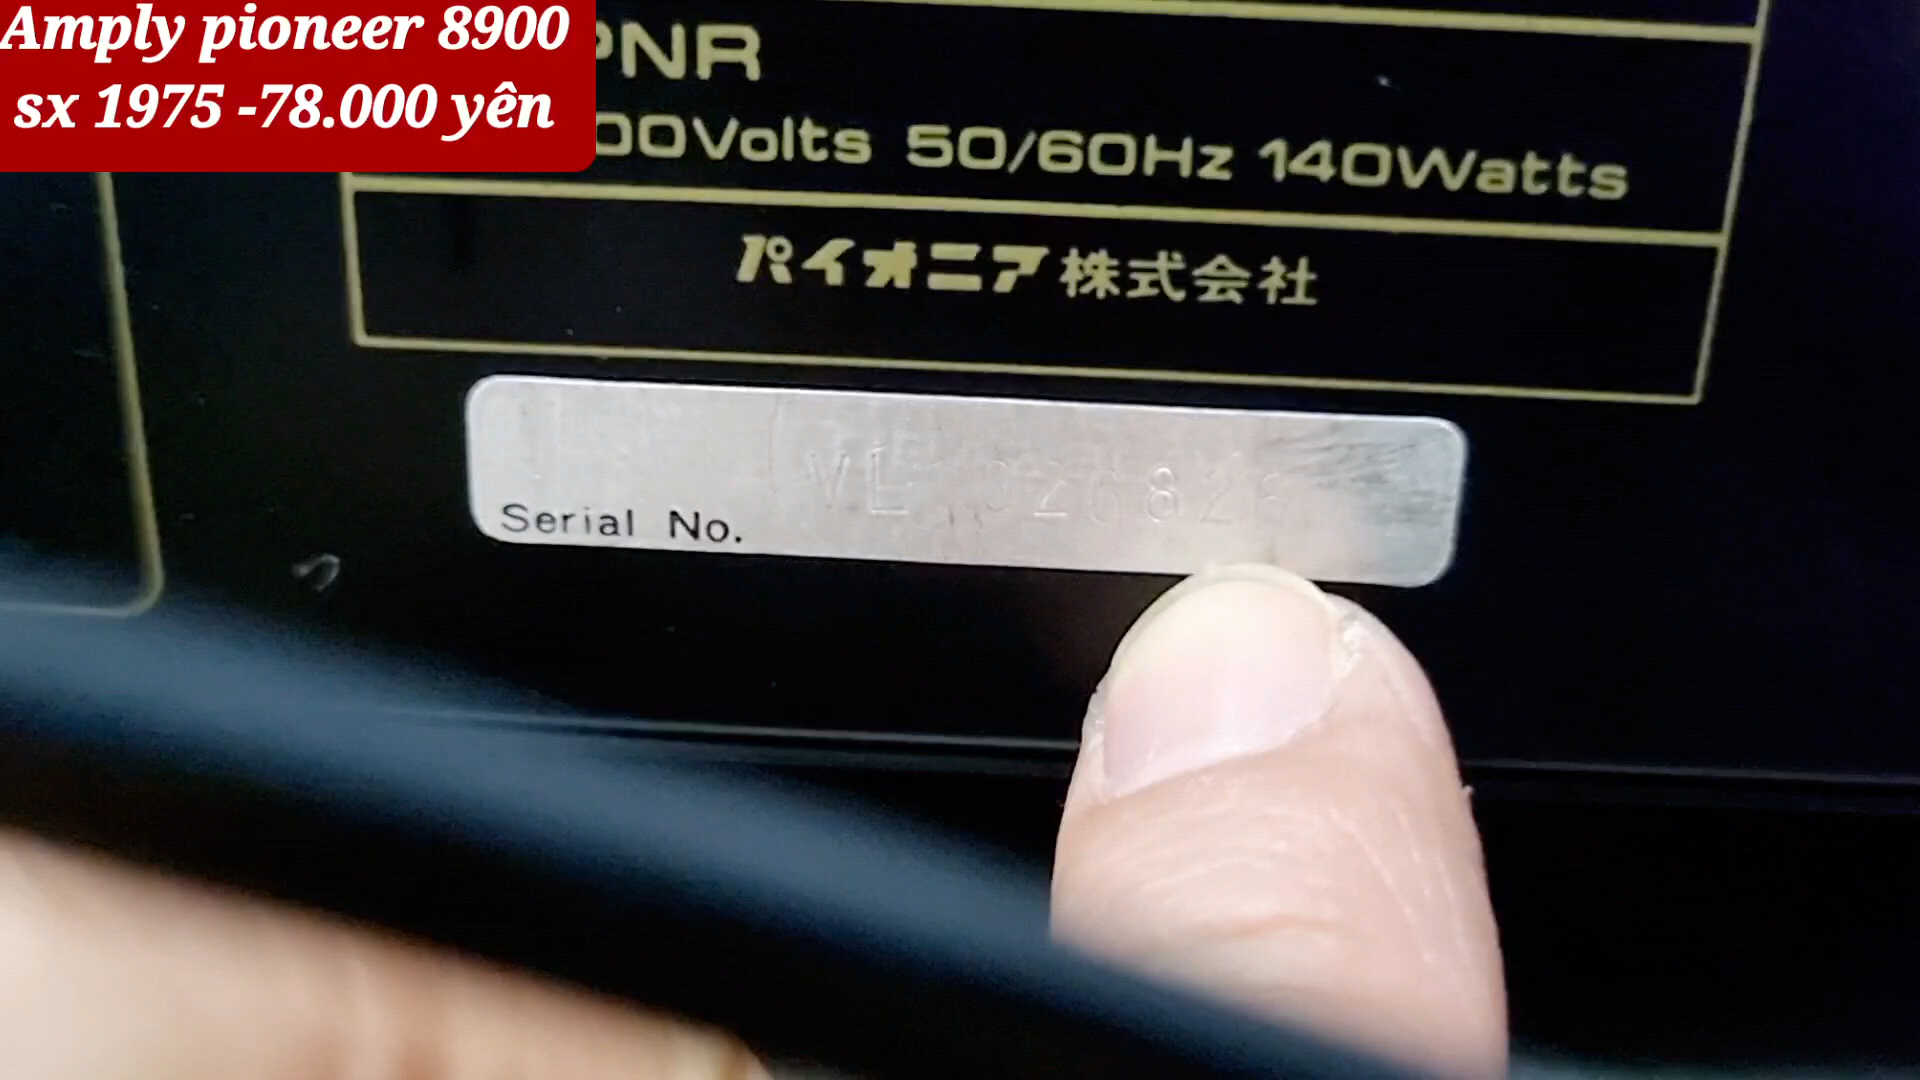 Amply pioneer 8900
sx 1975 -78.000 yên
PNR
00Volts 50/60Hz 140Watts
パイオニア株式会社
Serial No.